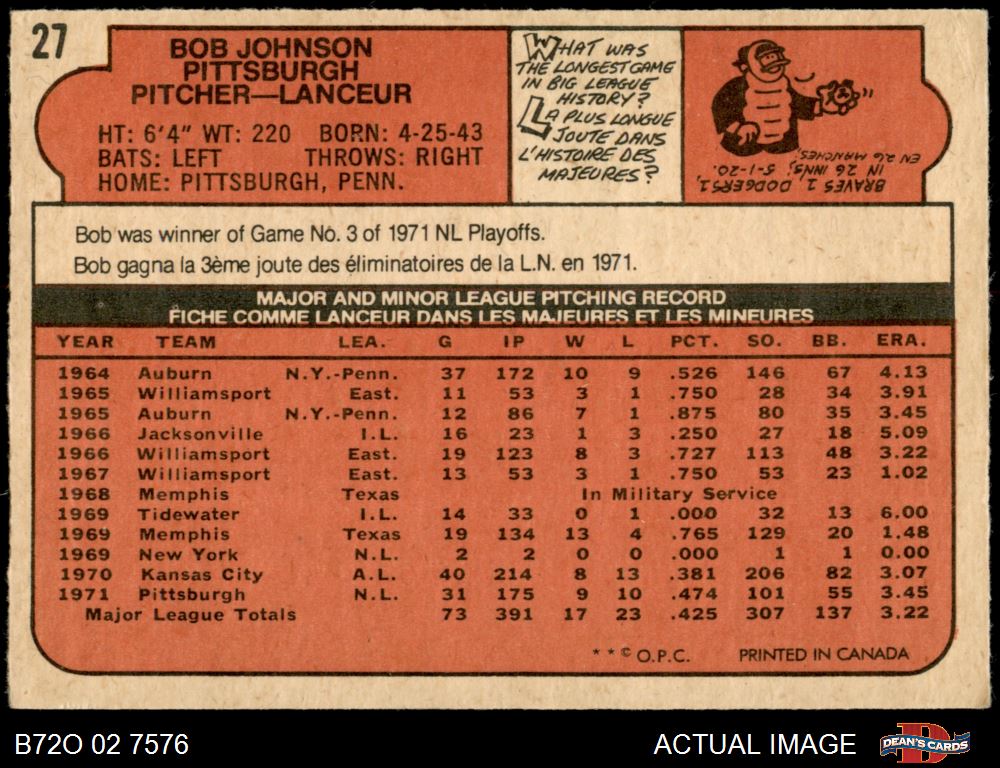 27
BOB JOHNSON
PITTSBURGH
PITCHER—LANCEUR
HT: 6'4" WT: 220 BORN: 4-25-43
BATS: LEFT THROWS: RIGHT
HOME: PITTSBURGH, PENN.
WHAT WAS
THE LONGEST GAME
IN BIG LEAGUE
HISTORY?
LA PLUS LONGUE
JOUTE DANS
L'HISTOIRE DES
MAJEURES?
BRAVES 1, DODGERS 1,
IN 26 INNS; 5-1-20.
EN 26 MANCHES,
Bob was winner of Game No. 3 of 1971 NL Playoffs.
Bob gagna la 3ème joute des éliminatoires de la L.N. en 1971.
MAJOR AND MINOR LEAGUE PITCHING RECORD
FICHE COMME LANCEUR DANS LES MAJEURES ET LES MINEURES
YEAR TEAM LEA. G IP W L PCT. SO. BB. ERA.
1964 Auburn N.Y.-Penn. 37 172 10 9 .526 146 67 4.13
1965 Williamsport East. 11 53 3 1 .750 28 34 3.91
1965 Auburn N.Y.-Penn. 12 86 7 1 .875 80 35 3.45
1966 Jacksonville I.L. 16 23 1 3 .250 27 18 5.09
1966 Williamsport East. 19 123 8 3 .727 113 48 3.22
1967 Williamsport East. 13 53 3 1 .750 53 23 1.02
1968 Memphis Texas In Military Service
1969 Tidewater I.L. 14 33 0 1 .000 32 13 6.00
1969 Memphis Texas 19 134 13 4 .765 129 20 1.48
1969 New York N.L. 2 2 0 0 .000 1 1 0.00
1970 Kansas City A.L. 40 214 8 13 .381 206 82 3.07
1971 Pittsburgh N.L. 31 175 9 10 .474 101 55 3.45
Major League Totals 73 391 17 23 .425 307 137 3.22
* * © O.P.C. PRINTED IN CANADA
B72O 02 7576 ACTUAL IMAGE DEAN'S CARDS